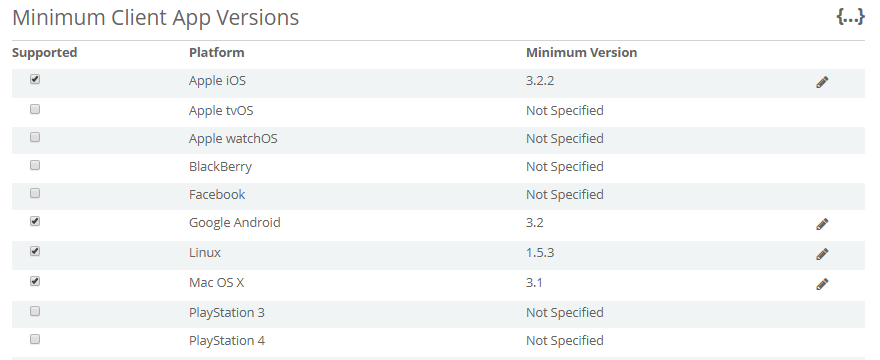 Minimum Client App Versions {...}
Supported Platform Minimum Version
Apple iOS 3.2.2
Apple tvOS Not Specified
Apple watchOS Not Specified
BlackBerry Not Specified
Facebook Not Specified
Google Android 3.2
Linux 1.5.3
Mac OS X 3.1
PlayStation 3 Not Specified
PlayStation 4 Not Specified